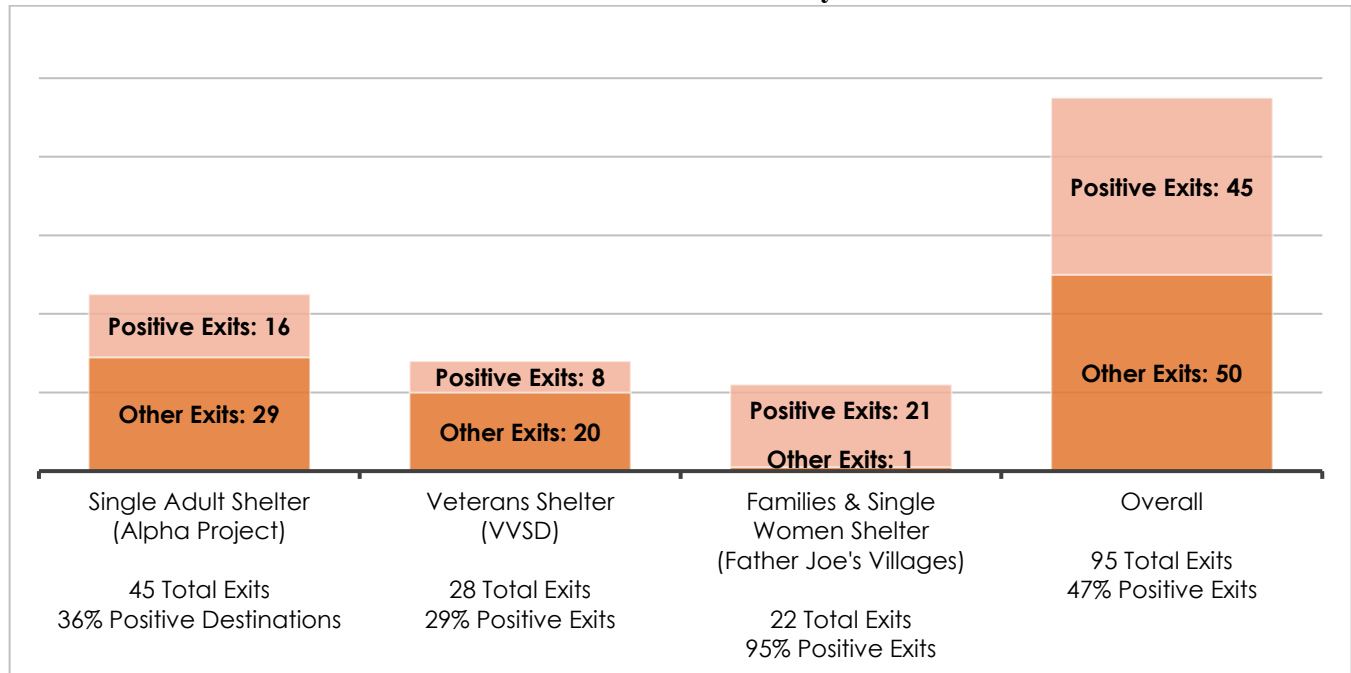 Positive Exits: 45
Positive Exits: 16
Other Exits: 50
Positive Exits: 8
Other Exits: 29
Other Exits: 20
Positive Exits: 21
Other Exits: 1
Single Adult Shelter
(Alpha Project)
45 Total Exits
36% Positive Destinations
Veterans Shelter
(VVSD)
28 Total Exits
29% Positive Exits
Families & Single
Women Shelter
(Father Joe's Villages)
22 Total Exits
95% Positive Exits
Overall
95 Total Exits
47% Positive Exits